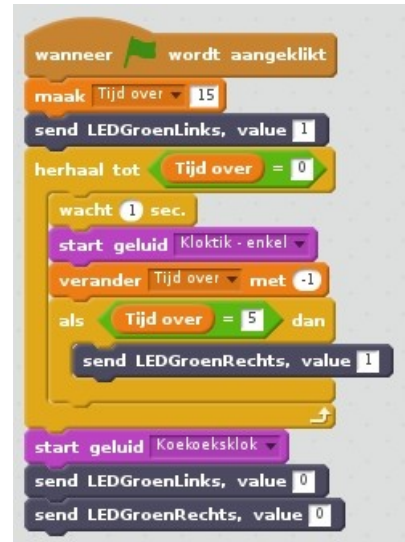 wanneer wordt aangeklikt
maak Tijd over 15
send LEDGroenLinks, value 1
herhaal tot Tijd over = 0
wacht 1 sec.
start geluid Kloktik - enkel
verander Tijd over met -1
als Tijd over = 5 dan
send LEDGroenRechts, value 1
start geluid Koekoeksklok
send LEDGroenLinks, value 0
send LEDGroenRechts, value 0